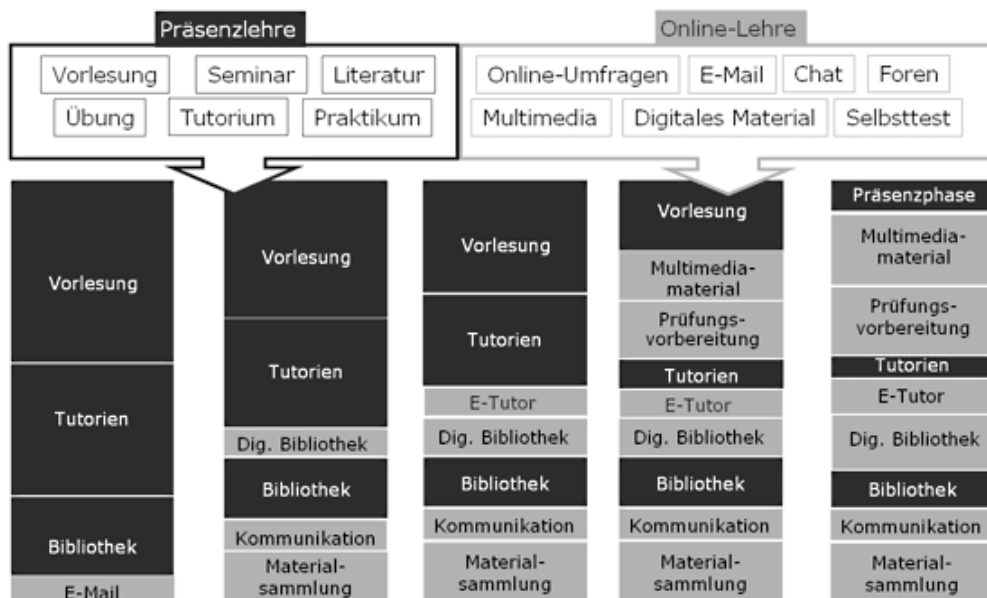 Präsenzlehre
Online-Lehre
Vorlesung
Seminar
Literatur
Übung
Tutorium
Praktikum
Online-Umfragen
E-Mail
Chat
Foren
Multimedia
Digitales Material
Selbsttest
Vorlesung
Tutorien
Bibliothek
E-Mail
Vorlesung
Tutorien
Dig. Bibliothek
Bibliothek
Kommunikation
Material-
sammlung
Vorlesung
Tutorien
E-Tutor
Dig. Bibliothek
Bibliothek
Kommunikation
Material-
sammlung
Vorlesung
Multimedia-
material
Prüfungs-
vorbereitung
Tutorien
E-Tutor
Dig. Bibliothek
Bibliothek
Kommunikation
Material-
sammlung
Präsenzphase
Multimedia-
material
Prüfungs-
vorbereitung
Tutorien
E-Tutor
Dig. Bibliothek
Bibliothek
Kommunikation
Material-
sammlung